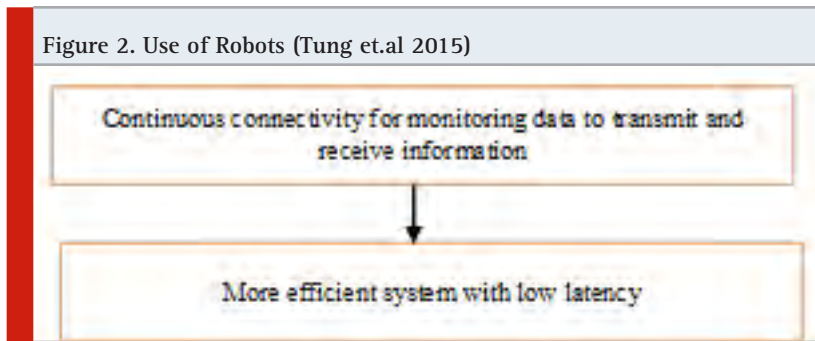 Figure 2. Use of Robots (Tung et.al 2015)
Continuous connectivity for monitoring data to transmit and
receive information
More efficient system with low latency